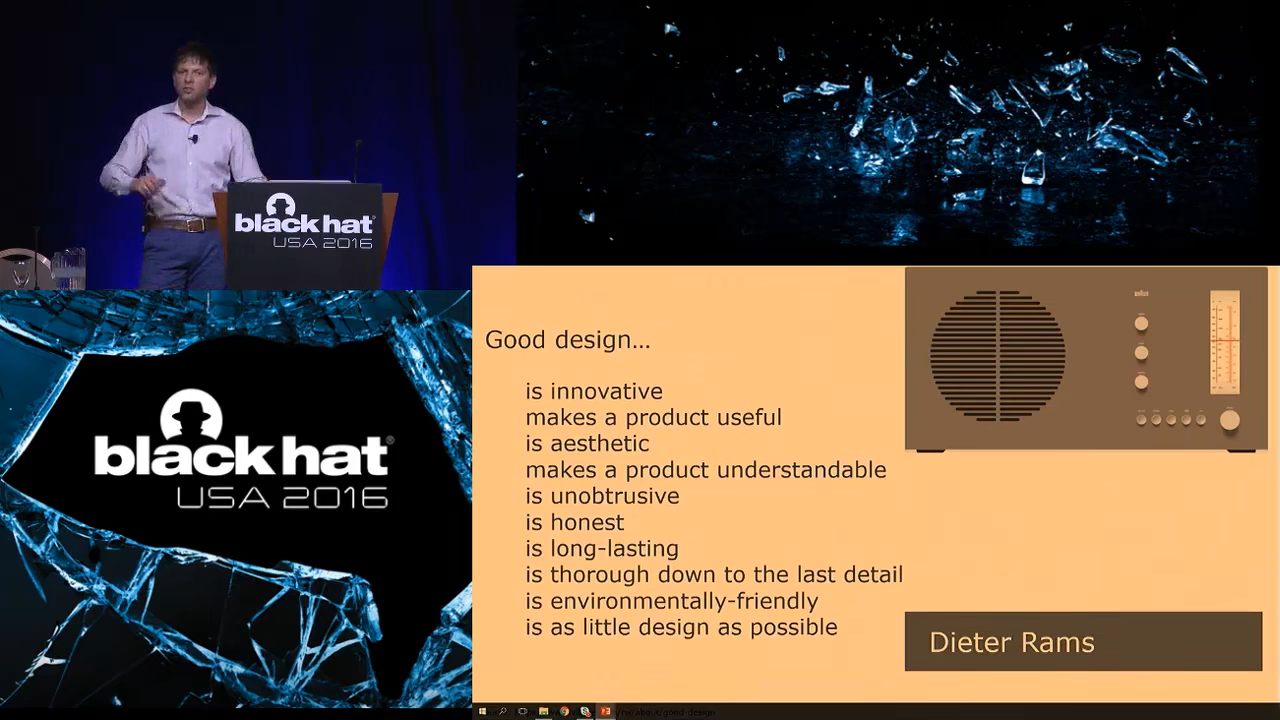 black hat
USA 2016
black hat®
USA 2016
Good design...
is innovative
makes a product useful
is aesthetic
makes a product understandable
is unobtrusive
is honest
is long-lasting
is thorough down to the last detail
is environmentally-friendly
is as little design as possible
Dieter Rams